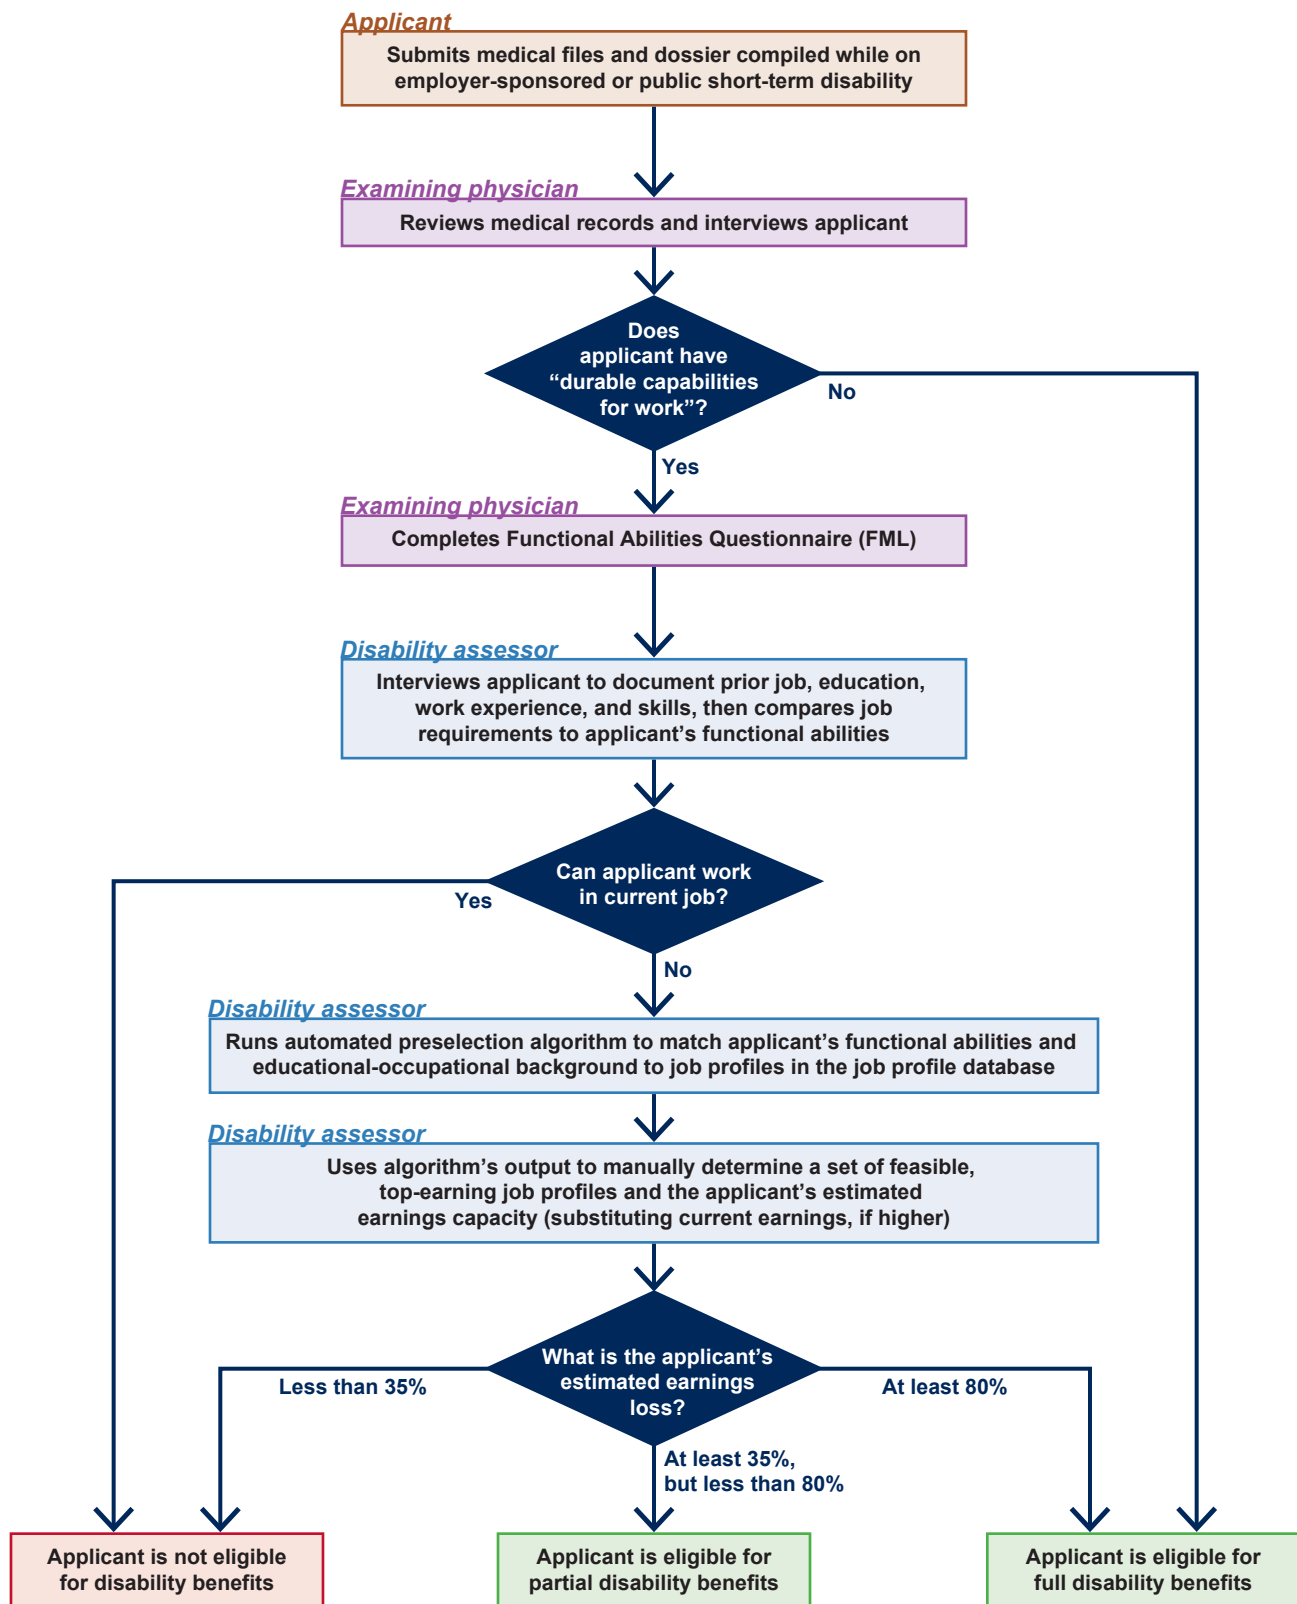 Applicant
Submits medical files and dossier compiled while on
employer-sponsored or public short-term disability
Examining physician
Reviews medical records and interviews applicant
Does
applicant have
“durable capabilities
for work”?
No
Yes
Examining physician
Completes Functional Abilities Questionnaire (FML)
Disability assessor
Interviews applicant to document prior job, education,
work experience, and skills, then compares job
requirements to applicant’s functional abilities
Can applicant work
in current job?
Yes
No
Disability assessor
Runs automated preselection algorithm to match applicant’s functional abilities and
educational-occupational background to job profiles in the job profile database
Disability assessor
Uses algorithm’s output to manually determine a set of feasible,
top-earning job profiles and the applicant’s estimated
earnings capacity (substituting current earnings, if higher)
What is the applicant’s
estimated earnings
loss?
Less than 35%
At least 80%
At least 35%,
but less than 80%
Applicant is not eligible
for disability benefits
Applicant is eligible for
partial disability benefits
Applicant is eligible for
full disability benefits